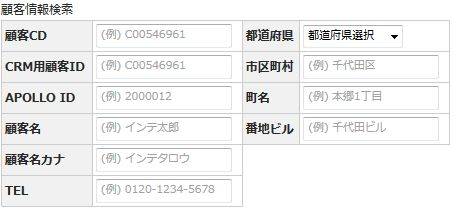 顧客情報検索
顧客CD (例) C00546961 都道府県 都道府県選択
CRM用顧客ID (例) C00546961 市区町村 (例) 千代田区
APOLLO ID (例) 2000012 町名 (例) 本郷1丁目
顧客名 (例) インテ太郎 番地ビル (例) 千代田ビル
顧客名カナ (例) インテタロウ
TEL (例) 0120-1234-5678